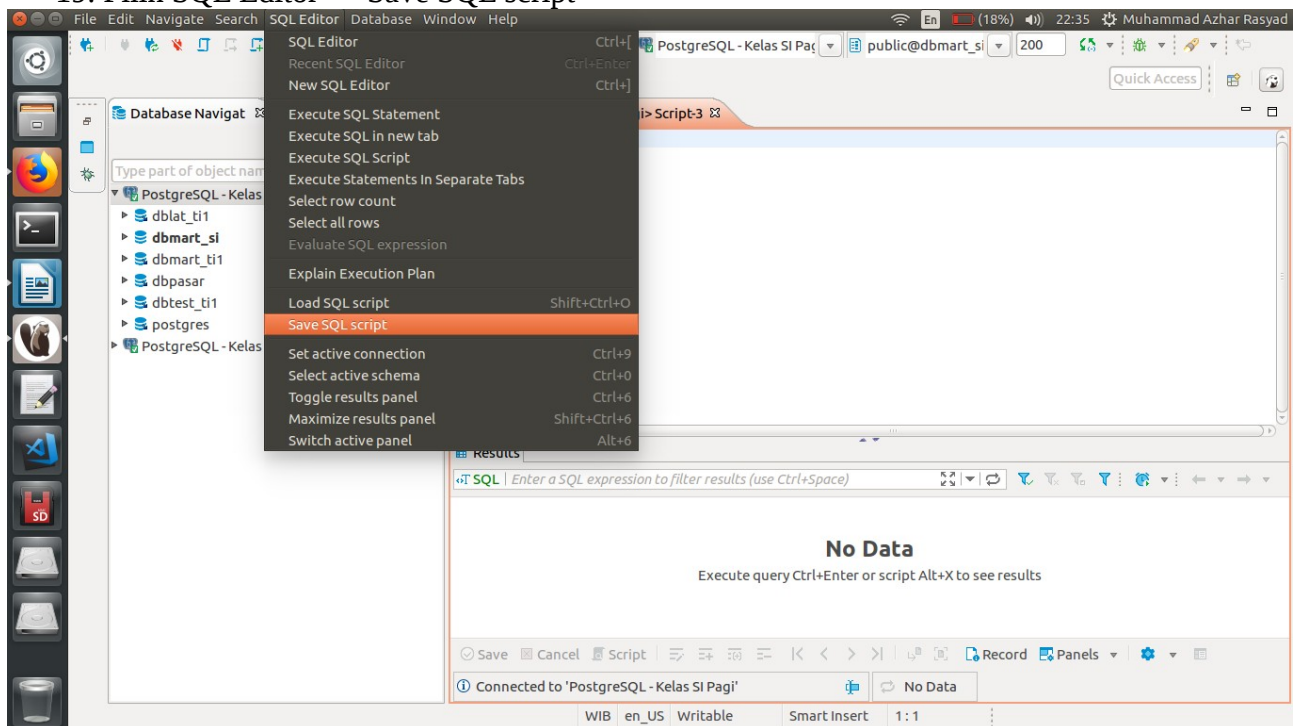 File Edit Navigate Search SQL Editor Database Window Help En (18%) 22:35 Muhammad Azhar Rasyad
PostgreSQL - Kelas SI Pag public@dbmart_si 200
Quick Access
Database Navigat
i> Script-3
Type part of object nam
PostgreSQL - Kelas
dblat_ti1
dbmart_si
dbmart_ti1
dbpasar
dbtest_ti1
postgres
PostgreSQL - Kelas
SQL Editor Ctrl+[
Recent SQL Editor Ctrl+Enter
New SQL Editor Ctrl+]
Execute SQL Statement
Execute SQL in new tab
Execute SQL Script
Execute Statements In Separate Tabs
Select row count
Select all rows
Evaluate SQL expression
Explain Execution Plan
Load SQL script Shift+Ctrl+O
Save SQL script
Set active connection Ctrl+9
Select active schema Ctrl+0
Toggle results panel Ctrl+6
Maximize results panel Shift+Ctrl+6
Switch active panel Alt+6
Results
SQL Enter a SQL expression to filter results (use Ctrl+Space)
No Data
Execute query Ctrl+Enter or script Alt+X to see results
Save Cancel Script Record Panels
Connected to 'PostgreSQL - Kelas SI Pagi' No Data
WIB en_US Writable Smart Insert 1 : 1
SD